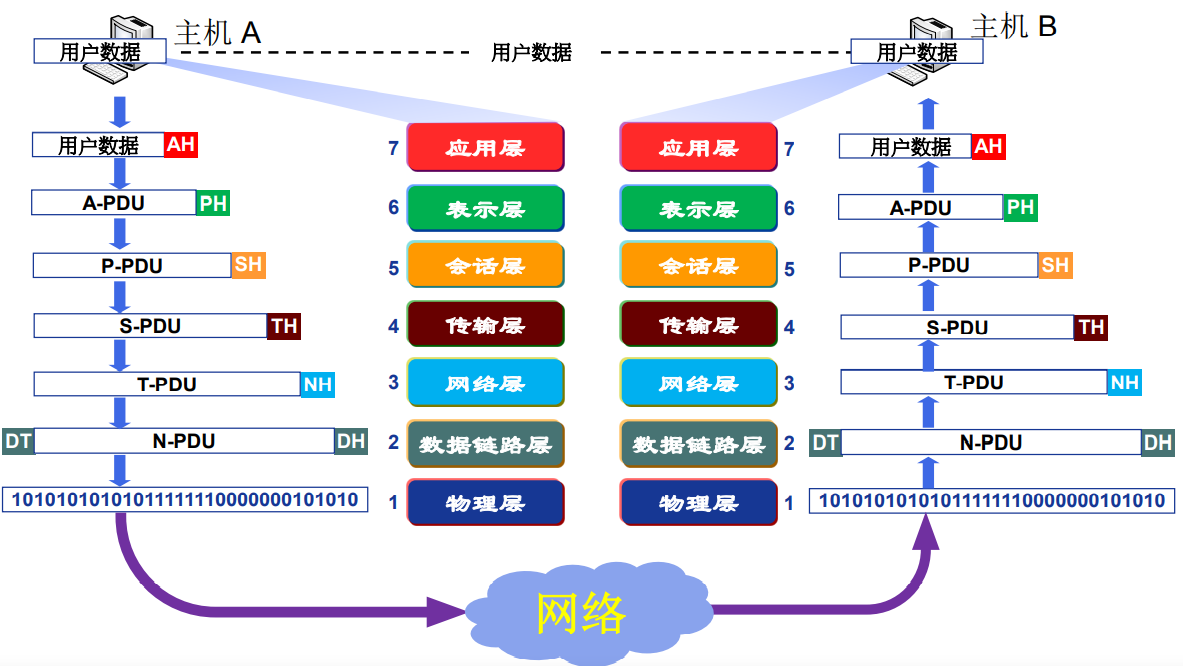 主机 A
用户数据
用户数据
主机 B
用户数据
用户数据 AH
7 应用层
应用层 7
用户数据 AH
A-PDU PH
6 表示层
表示层 6
A-PDU PH
P-PDU SH
5 会话层
会话层 5
P-PDU SH
S-PDU TH
4 传输层
传输层 4
S-PDU TH
T-PDU NH
3 网络层
网络层 3
T-PDU NH
DT N-PDU DH
2 数据链路层
数据链路层 2
DT N-PDU DH
10101010101011111110000000101010
1 物理层
物理层 1
10101010101011111110000000101010
网络